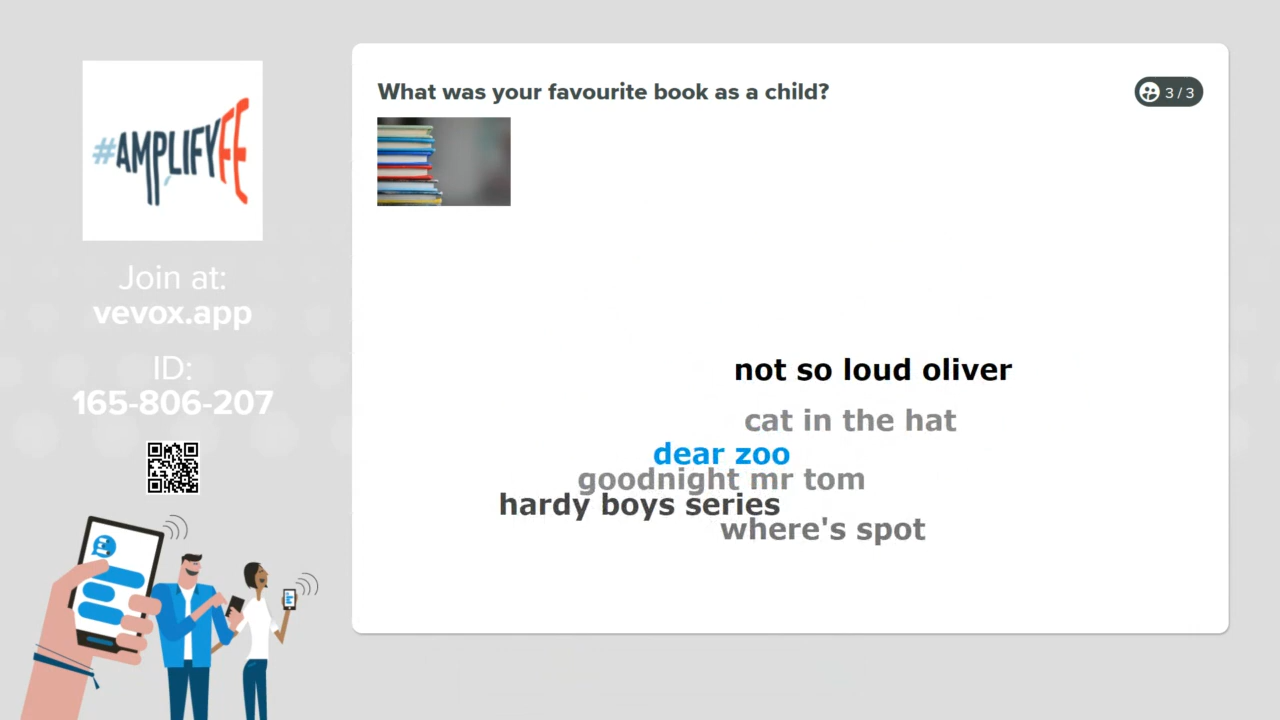 #AMPLIFYFE
Join at:
vevox.app
ID:
165-806-207
What was your favourite book as a child?
3 / 3
not so loud oliver
cat in the hat
dear zoo
goodnight mr tom
hardy boys series
where's spot